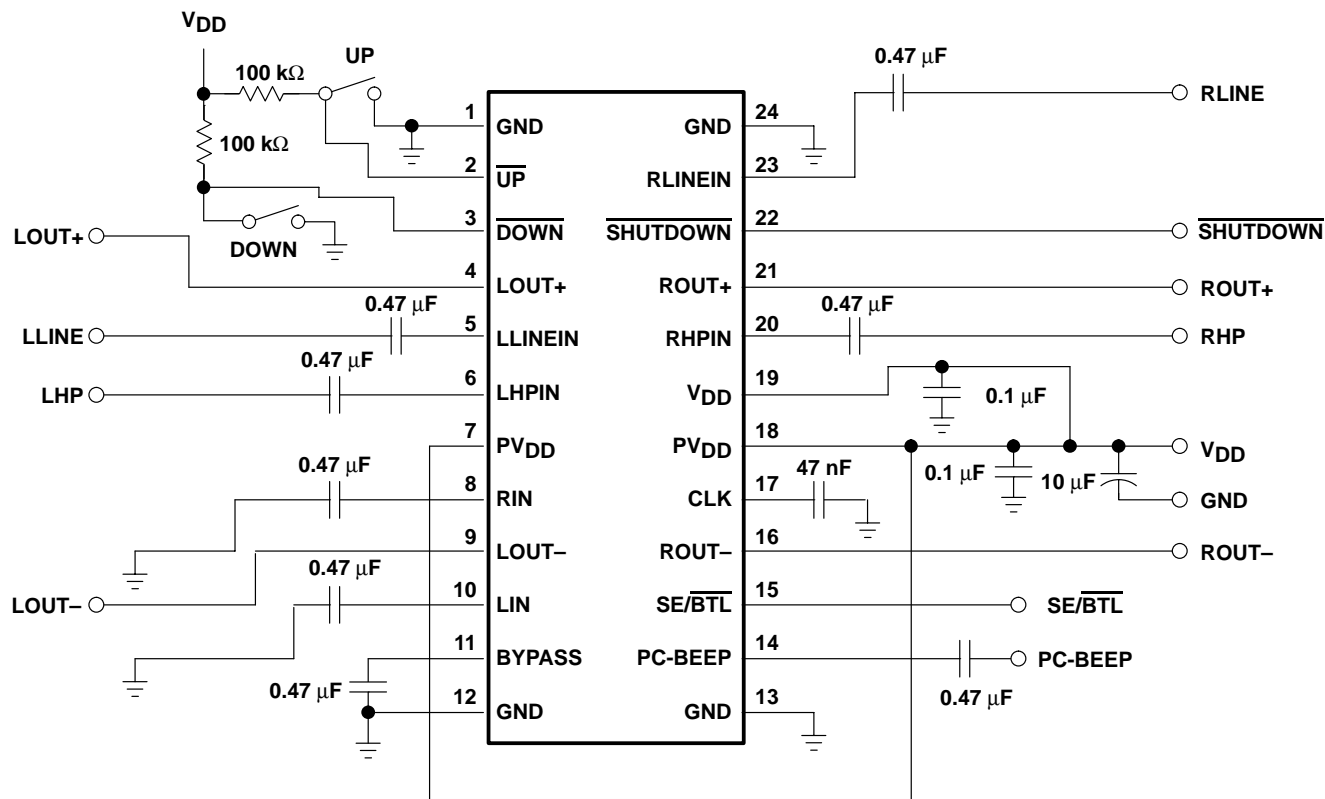 VDD
UP
100 kΩ
100 kΩ
DOWN
0.47 μF
RLINE
1 GND GND 24
2 UP RLINEIN 23
3 DOWN SHUTDOWN 22 SHUTDOWN
LOUT+
4 LOUT+ ROUT+ 21 ROUT+
0.47 μF 0.47 μF
LLINE 5 LLINEIN RHPIN 20 RHP
0.47 μF
LHP 6 LHPIN VDD 19
0.1 μF
7 PVDD PVDD 18 VDD
0.47 μF 47 nF 0.1 μF 10 μF
8 RIN CLK 17 GND
9 LOUT– ROUT– 16 ROUT–
0.47 μF
LOUT– 10 LIN SE/BTL 15 SE/BTL
11 BYPASS PC-BEEP 14 PC-BEEP
0.47 μF 0.47 μF
12 GND GND 13